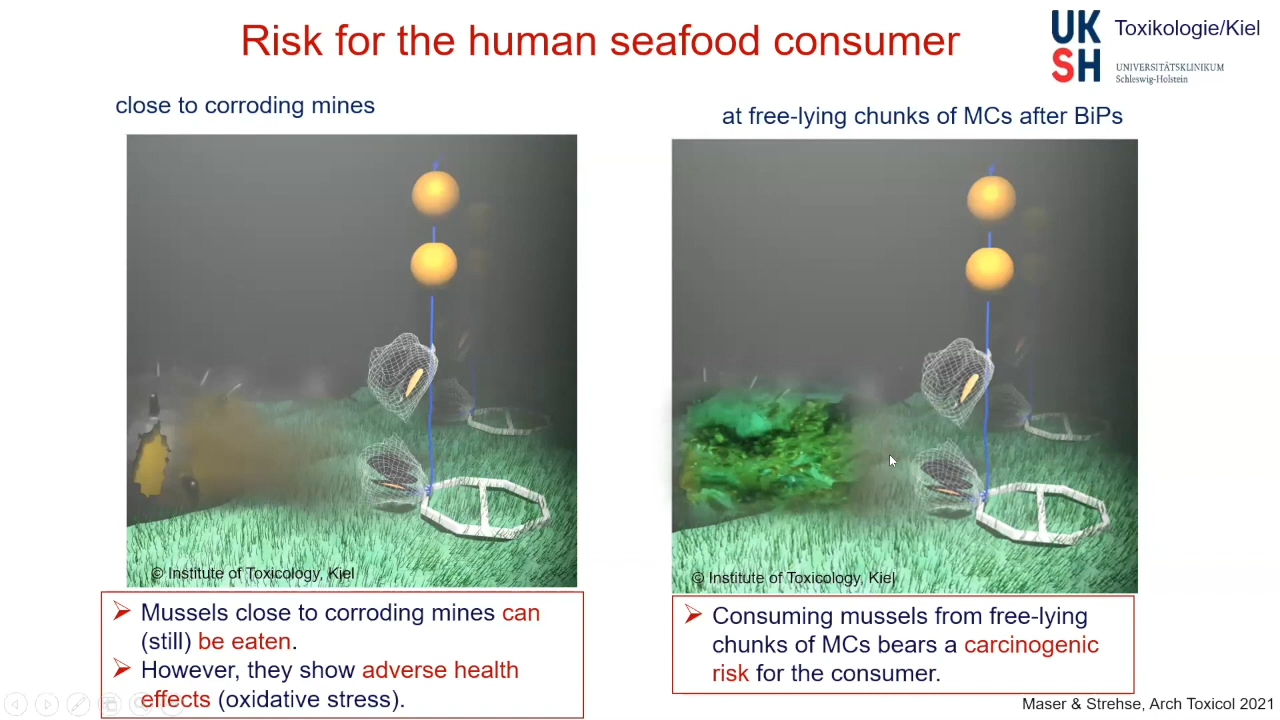 Risk for the human seafood consumer
UK
SH
Toxikologie/Kiel
UNIVERSITÄTSKLINIKUM
Schleswig-Holstein
close to corroding mines
at free-lying chunks of MCs after BiPs
© Institute of Toxicology, Kiel
© Institute of Toxicology, Kiel
Mussels close to corroding mines can
(still) be eaten.
However, they show adverse health
effects (oxidative stress).
Consuming mussels from free-lying
chunks of MCs bears a carcinogenic
risk for the consumer.
Maser & Strehse, Arch Toxicol 2021